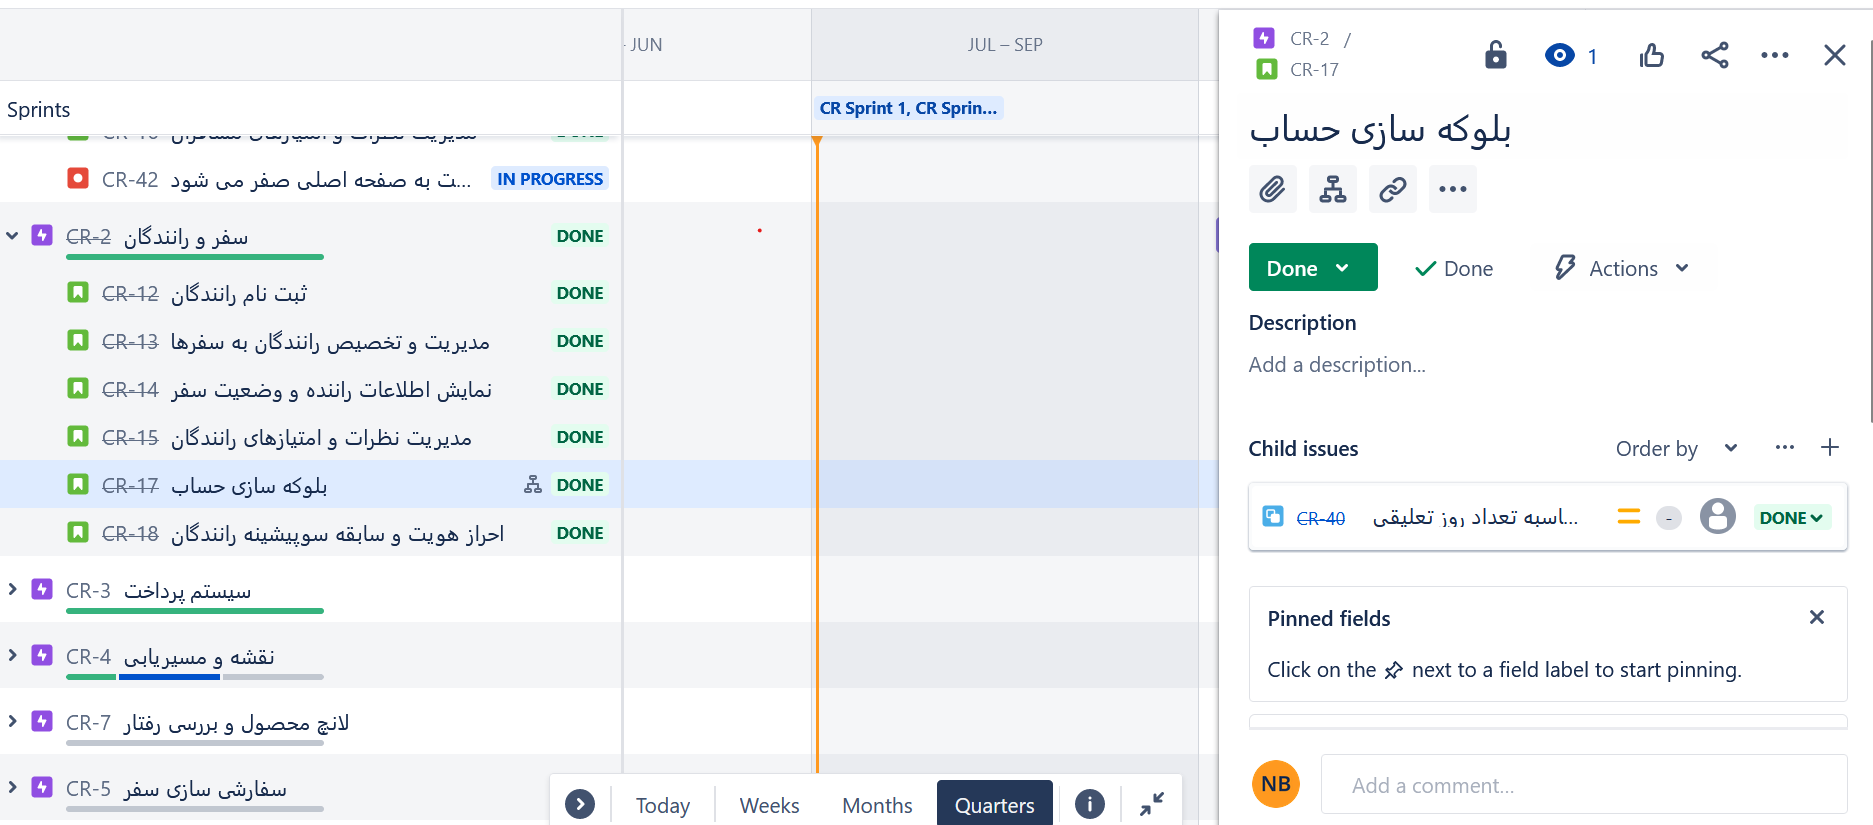 JUN
JUL – SEP
Sprints
CR Sprint 1, CR Sprin...
مدیریت نظرات و امتیازهای مسافران
CR-42 ...ت به صفحه اصلی صفر می شود IN PROGRESS
CR-2 سفر و رانندگان DONE
CR-12 ثبت نام رانندگان DONE
CR-13 مدیریت و تخصیص رانندگان به سفرها DONE
CR-14 نمایش اطلاعات راننده و وضعیت سفر DONE
CR-15 مدیریت نظرات و امتیازهای رانندگان DONE
CR-17 بلوکه سازی حساب DONE
CR-18 احراز هویت و سابقه سوپیشینه رانندگان DONE
CR-3 سیستم پرداخت
CR-4 نقشه و مسیریابی
CR-7 لانچ محصول و بررسی رفتار
CR-5 سفارشی سازی سفر
Today Weeks Months Quarters
CR-2 /
CR-17
1
بلوکه سازی حساب
Done Done Actions
Description
Add a description...
Child issues Order by
CR-40 ...اسبه تعداد روز تعلیقی - DONE
Pinned fields
Click on the next to a field label to start pinning.
NB Add a comment...